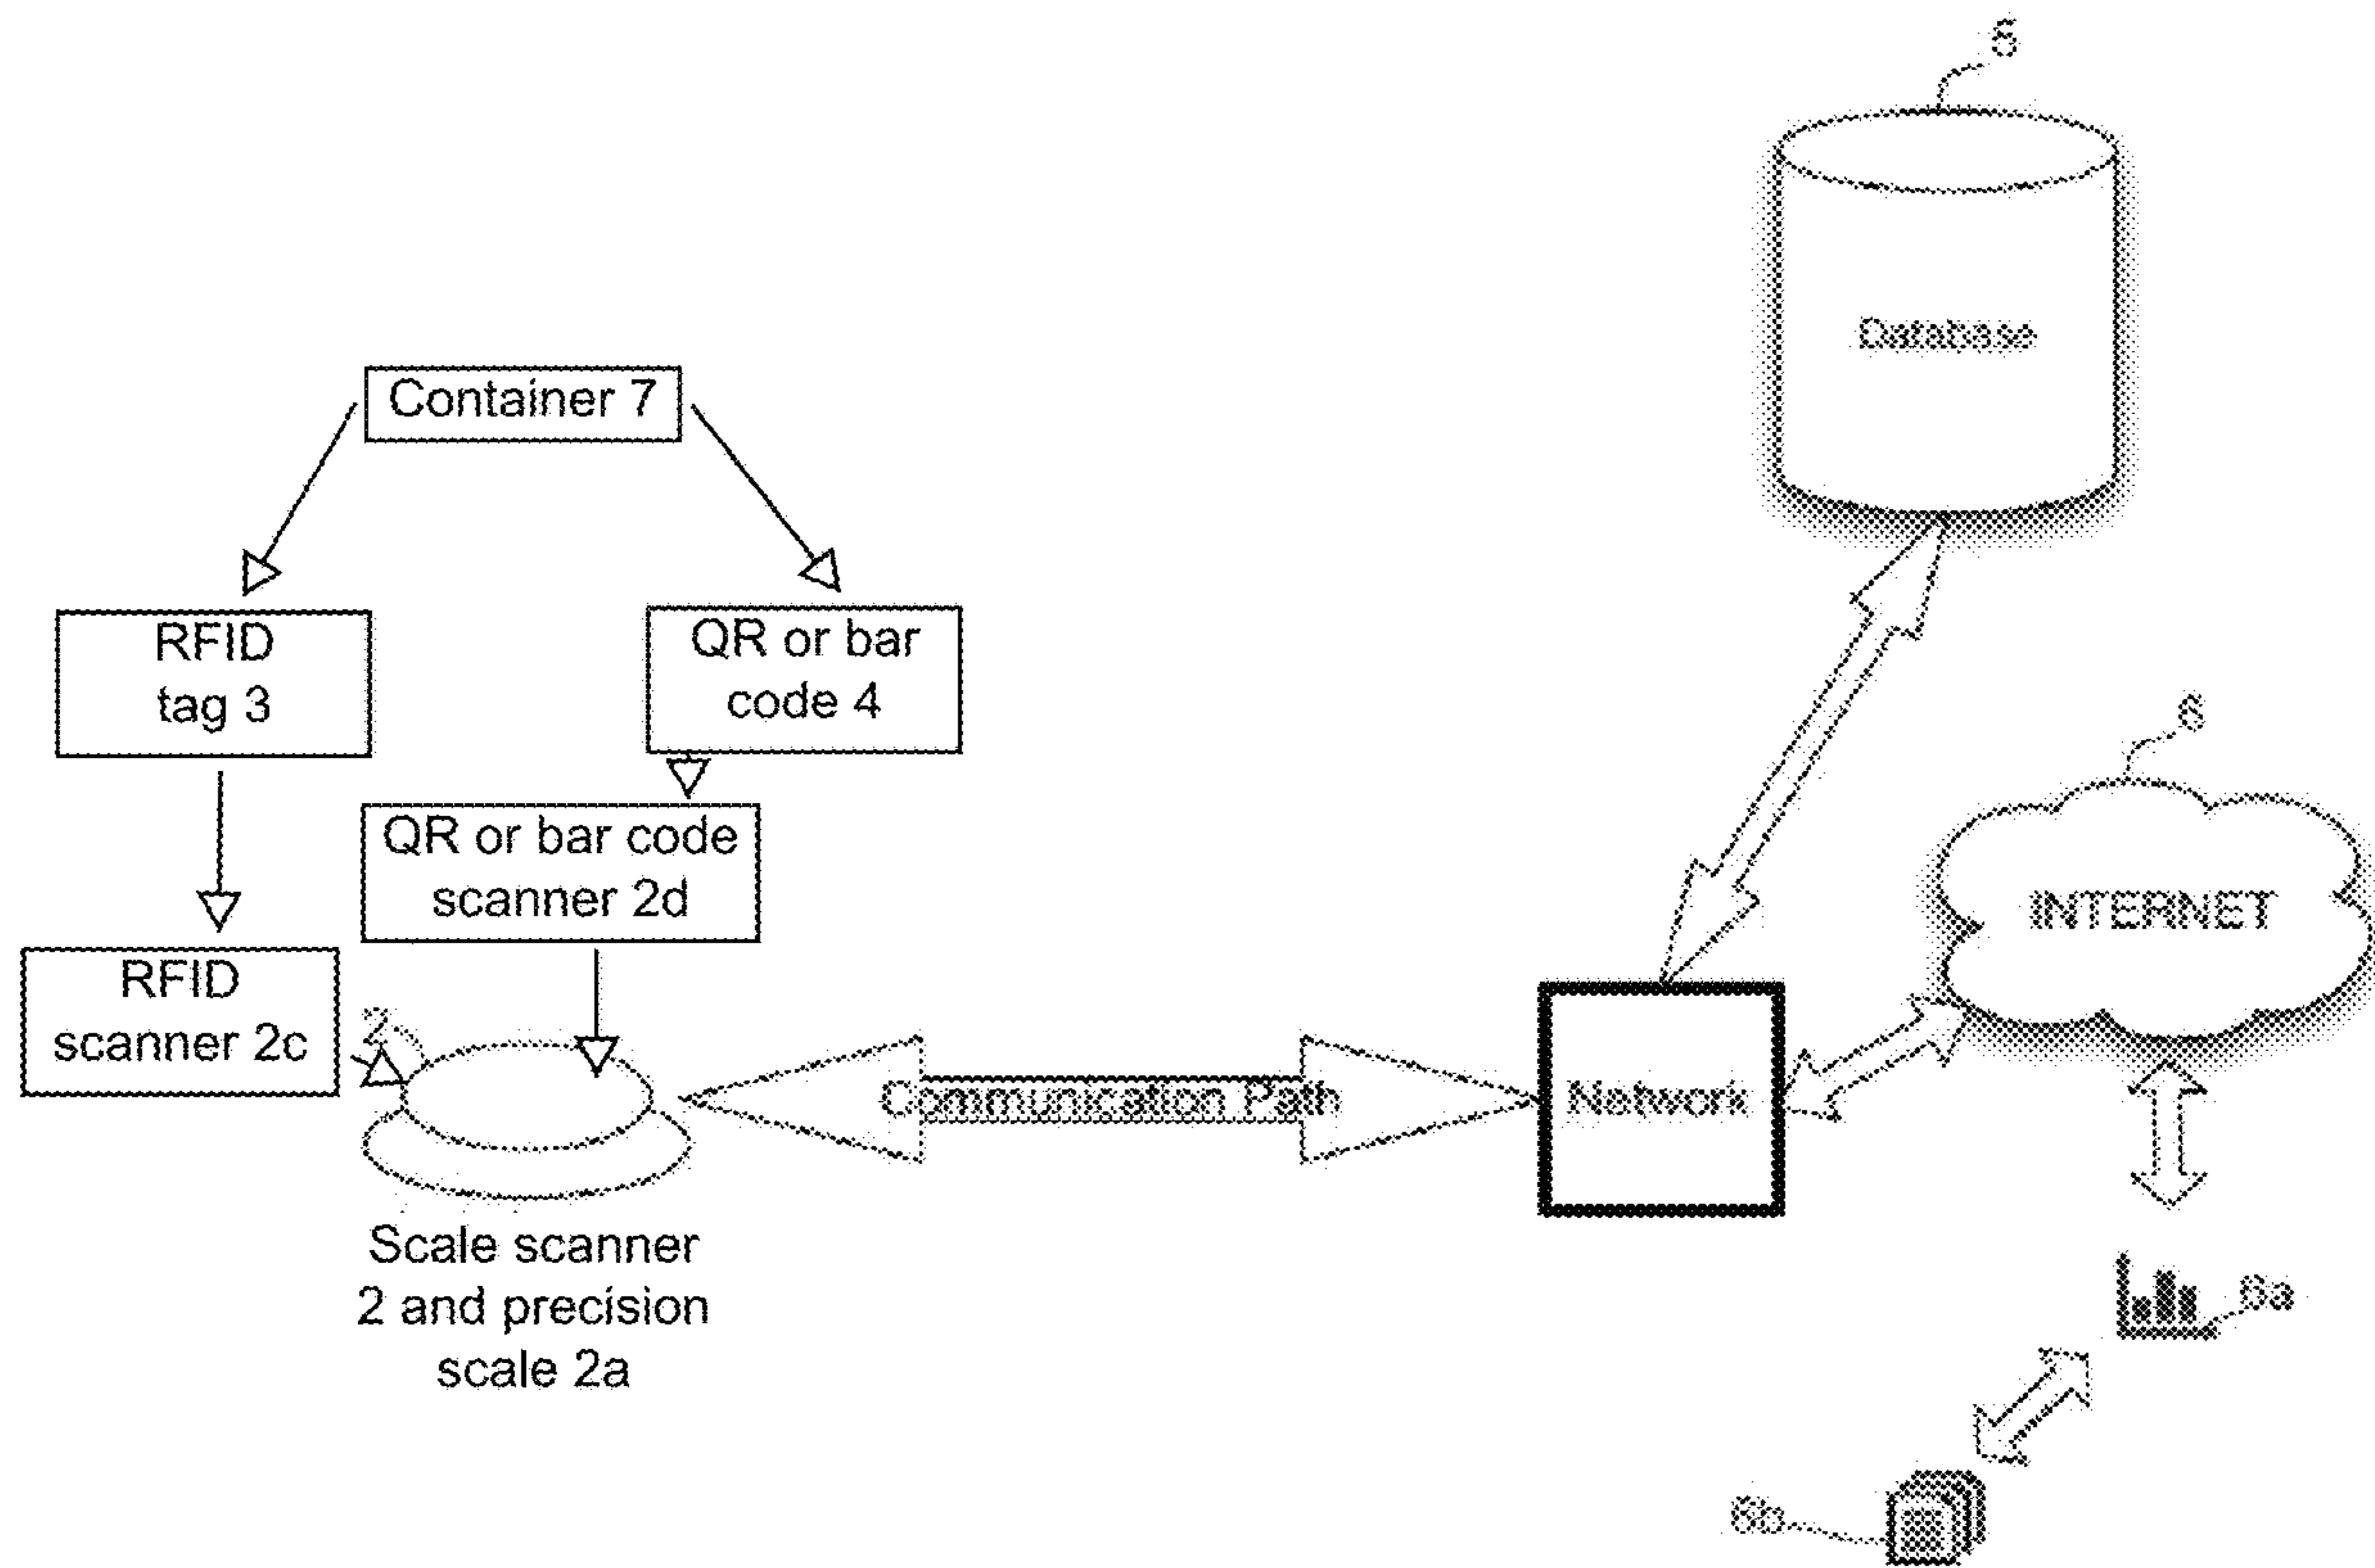 5
Database
Container 7
RFID
tag 3
QR or bar
code 4
6
QR or bar code
scanner 2d
INTERNET
RFID
scanner 2c
2
Communication Path
Network
Scale scanner
2 and precision
scale 2a
6a
6b